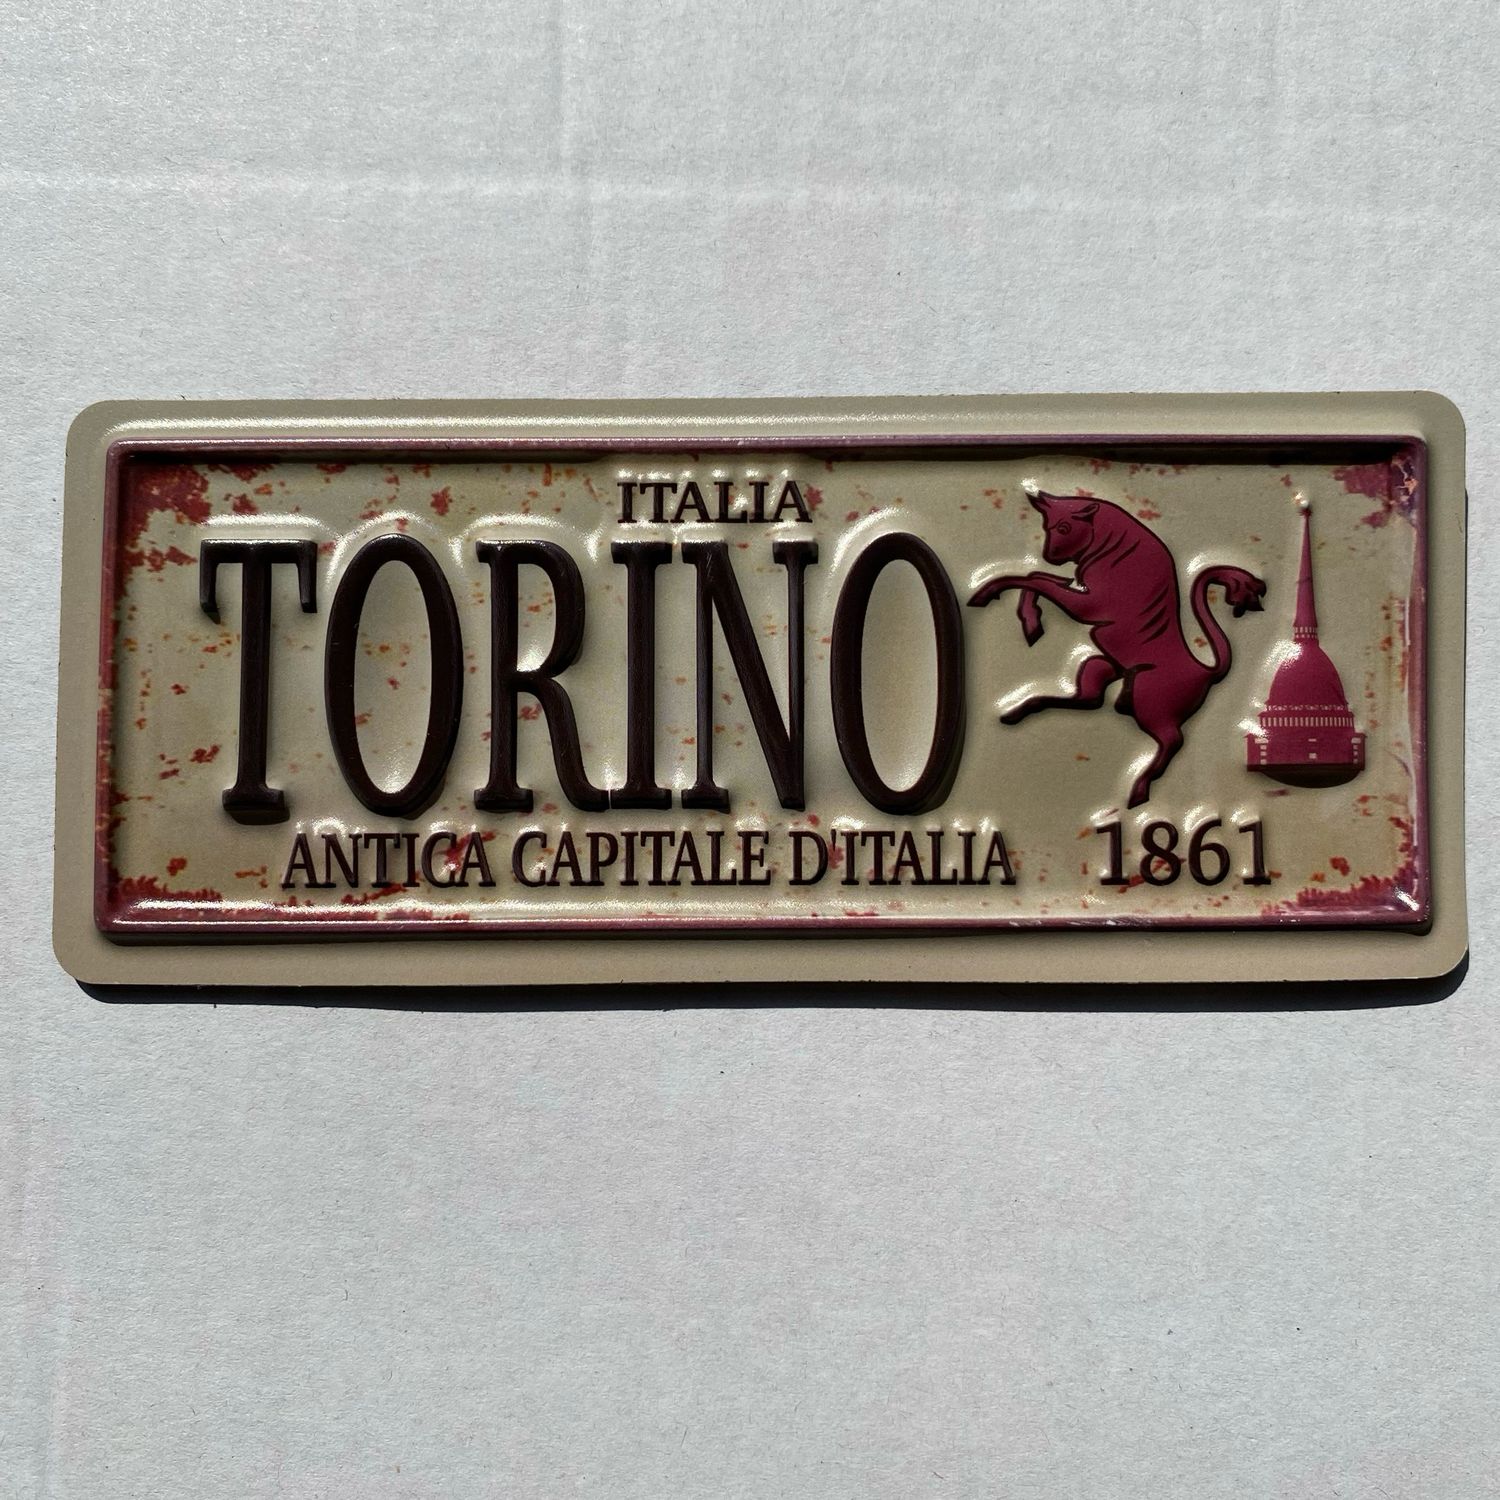 ITALIA
TORINO
ANTICA CAPITALE D'ITALIA 1861